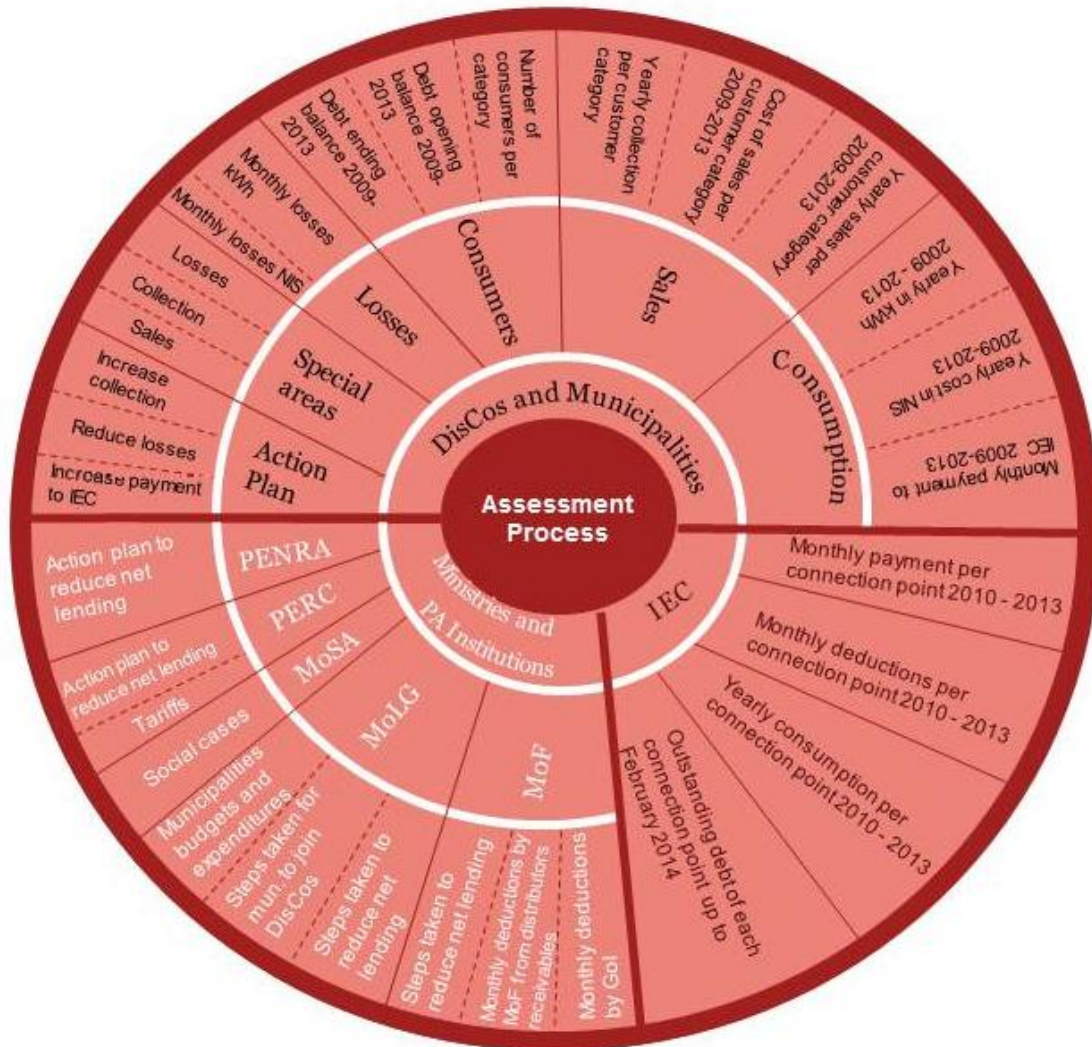 Assessment
Process
DisCos and Municipalities
Action
Plan
Increase payment
to IEC
Reduce losses
Increase
collection
Special
areas
Sales
Collection
Losses
Losses
Monthly losses NIS
Monthly losses
kWh
Consumers
Debt ending
balance 2009-
2013
Debt opening
balance 2009-
2013
Number of
consumers per
category
Sales
Yearly collection
per customer
category
Cost of sales per
customer category
2009-2013
Yearly sales per
customer category
2009-2013
Consumption
Yearly in kWh
2009 - 2013
Yearly cost in NIS
2009-2013
Monthly payment to
IEC 2009-2013
IEC
Monthly payment per
connection point 2010 - 2013
Monthly deductions per
connection point 2010 - 2013
Yearly consumption per
connection point 2010 - 2013
Outstanding debt of each
connection point up to
February 2014
Ministries and
PA Institutions
MoF
Monthly deductions
by GoI
Monthly deductions by
MoF from distributors
receivables
Steps taken to
reduce net lending
MoLG
Steps taken to
reduce net
lending
Steps taken for
mun. to join
DisCos
Municipalities
budgets and
expenditures
MoSA
Social cases
PERC
Tariffs
Action plan to
reduce net lending
PENRA
Action plan to
reduce net
lending